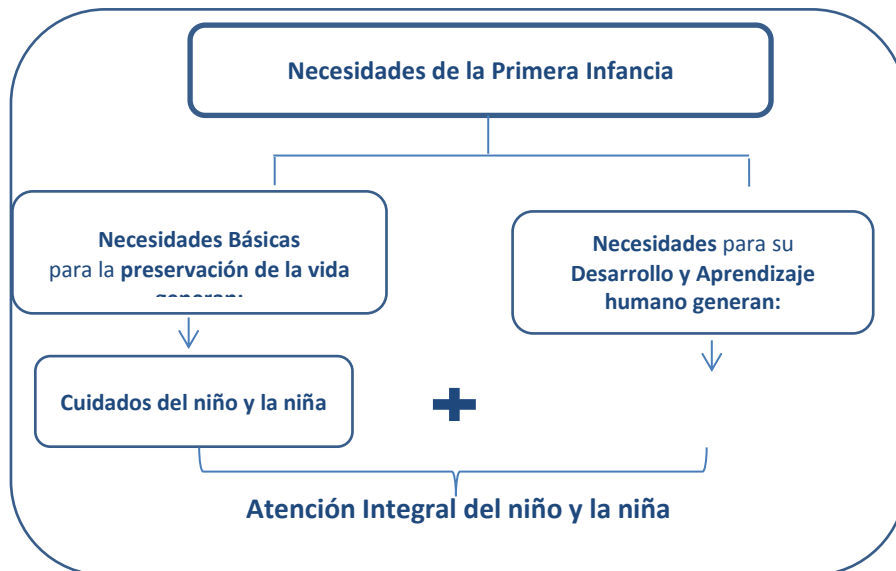 Necesidades de la Primera Infancia
Necesidades Básicas
para la preservación de la vida
generan:
Necesidades para su
Desarrollo y Aprendizaje
humano generan:
Cuidados del niño y la niña
Atención Integral del niño y la niña